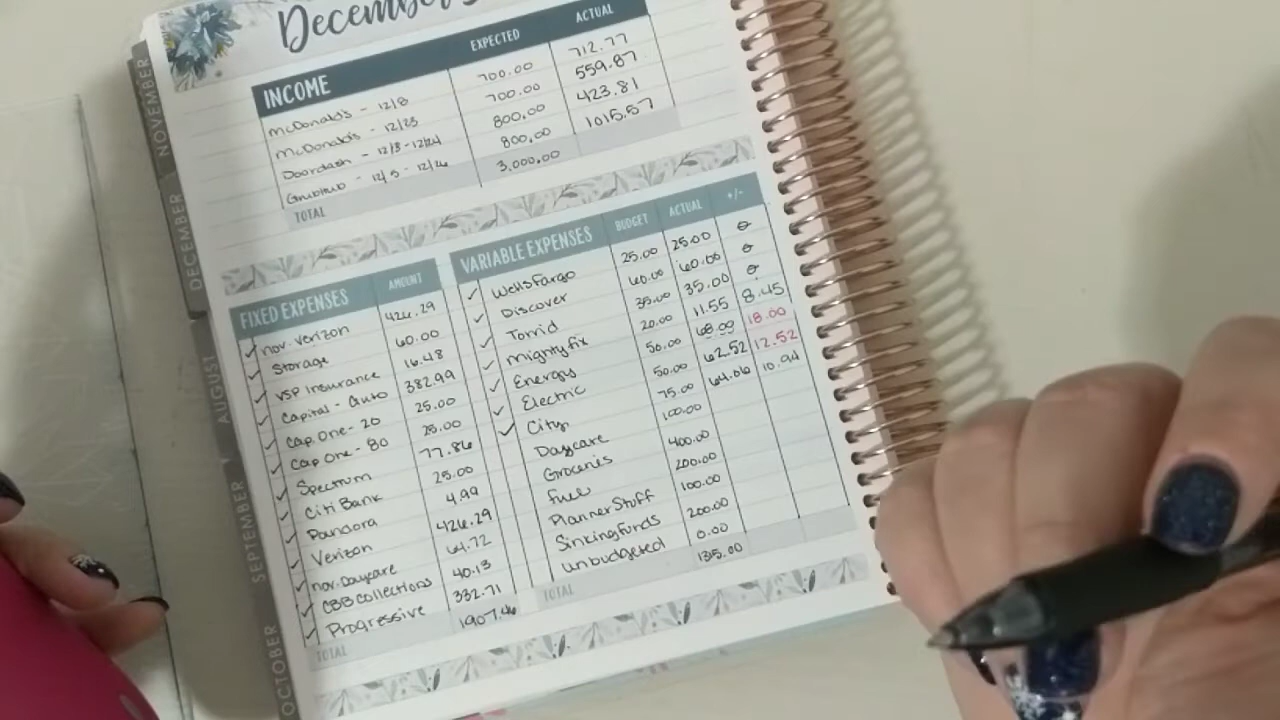 December
INCOME EXPECTED ACTUAL
McDonald's - 12/8 700.00 712.77
McDonald's - 12/23 700.00 559.87
Doordash - 12/3-12/24 800.00 423.81
Grubhub - 12/5 - 12/26 800.00 1015.57
TOTAL 3,000.00
FIXED EXPENSES AMOUNT
nov. verizon 426.29
Storage 60.00
VSP Insurance 16.48
Capital - Auto 382.99
Cap. One - 20 25.00
Cap One - 80 25.00
Spectrum 77.86
Citi Bank 25.00
Pandora 4.99
Verizon 426.29
nov. Daycare 64.72
CBB Collections 40.13
Progressive 332.71
TOTAL 1907.46
VARIABLE EXPENSES BUDGET ACTUAL +/-
Wells Fargo 25.00 25.00 0
Discover 60.00 60.00 0
Torrid 35.00 35.00 0
mightyfix 20.00 11.55 8.45
Energy 50.00 68.00 18.00
Electric 50.00 62.52 12.52
City 75.00 64.06 10.94
Daycare 100.00
Groceries 400.00
fuel 200.00
Planner Stuff 100.00
Sinking Funds 200.00
unbudgeted 0.00
TOTAL 1315.00
NOVEMBER
DECEMBER
AUGUST
SEPTEMBER
OCTOBER